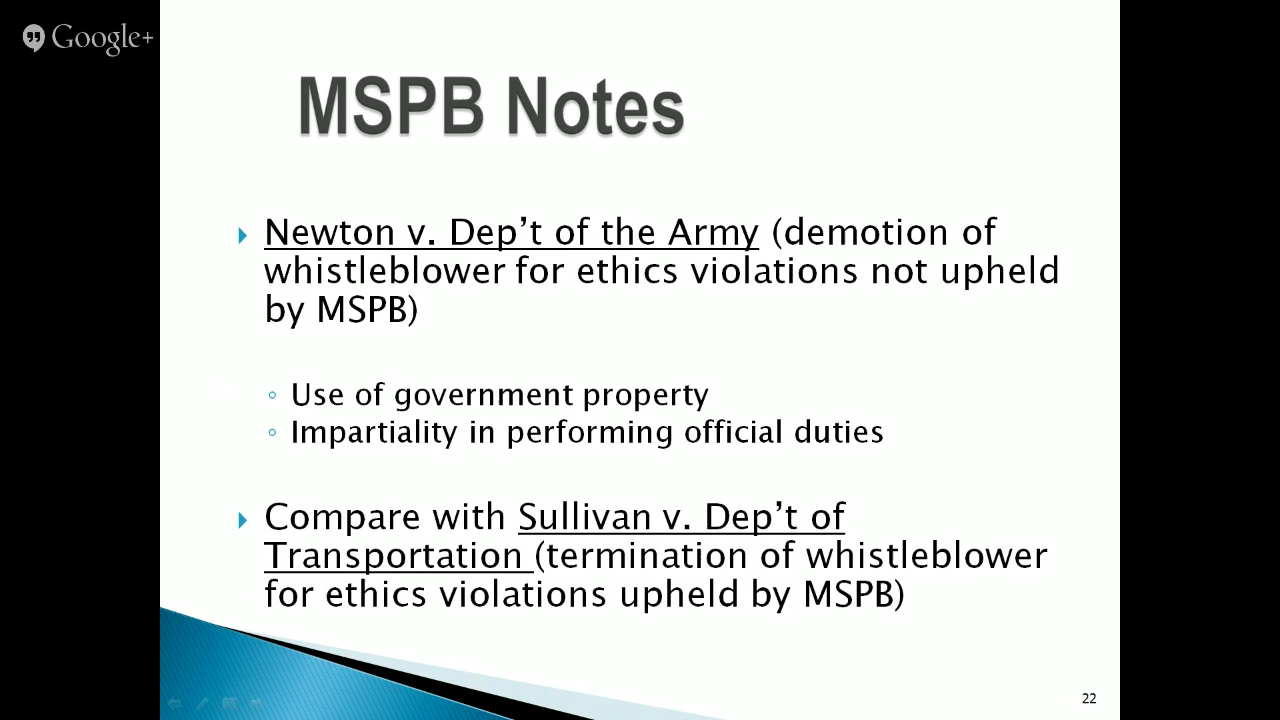 Google+
MSPB Notes
Newton v. Dep’t of the Army (demotion of
whistleblower for ethics violations not upheld
by MSPB)
Use of government property
Impartiality in performing official duties
Compare with Sullivan v. Dep’t of
Transportation (termination of whistleblower
for ethics violations upheld by MSPB)
22